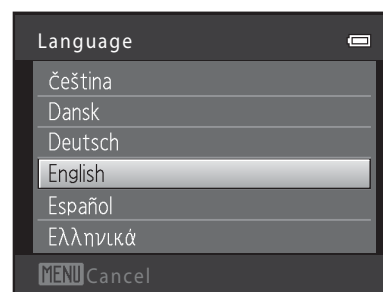 Language
Čeština
Dansk
Deutsch
English
Español
Ελληνικά
MENU Cancel